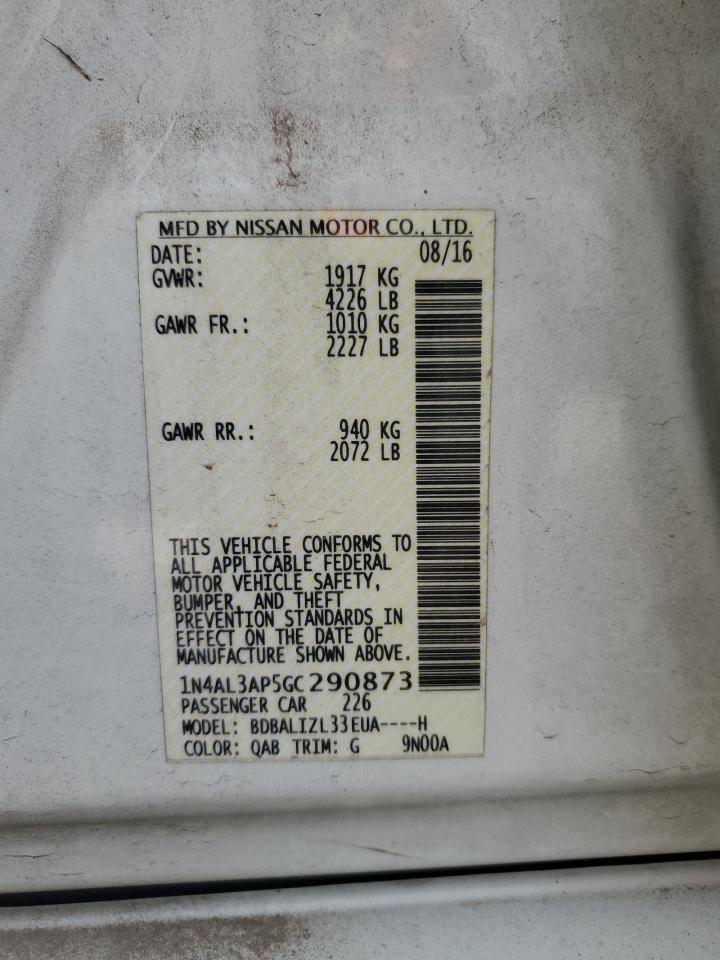 MFD BY NISSAN MOTOR CO., LTD.
DATE: 08/16
GVWR: 1917 KG
4226 LB
GAWR FR.: 1010 KG
2227 LB
GAWR RR.: 940 KG
2072 LB
THIS VEHICLE CONFORMS TO
ALL APPLICABLE FEDERAL
MOTOR VEHICLE SAFETY,
BUMPER, AND THEFT
PREVENTION STANDARDS IN
EFFECT ON THE DATE OF
MANUFACTURE SHOWN ABOVE.
1N4AL3AP5GC290873
PASSENGER CAR 226
MODEL: BDBALIZL33EUA----H
COLOR: QAB TRIM: G 9N00A